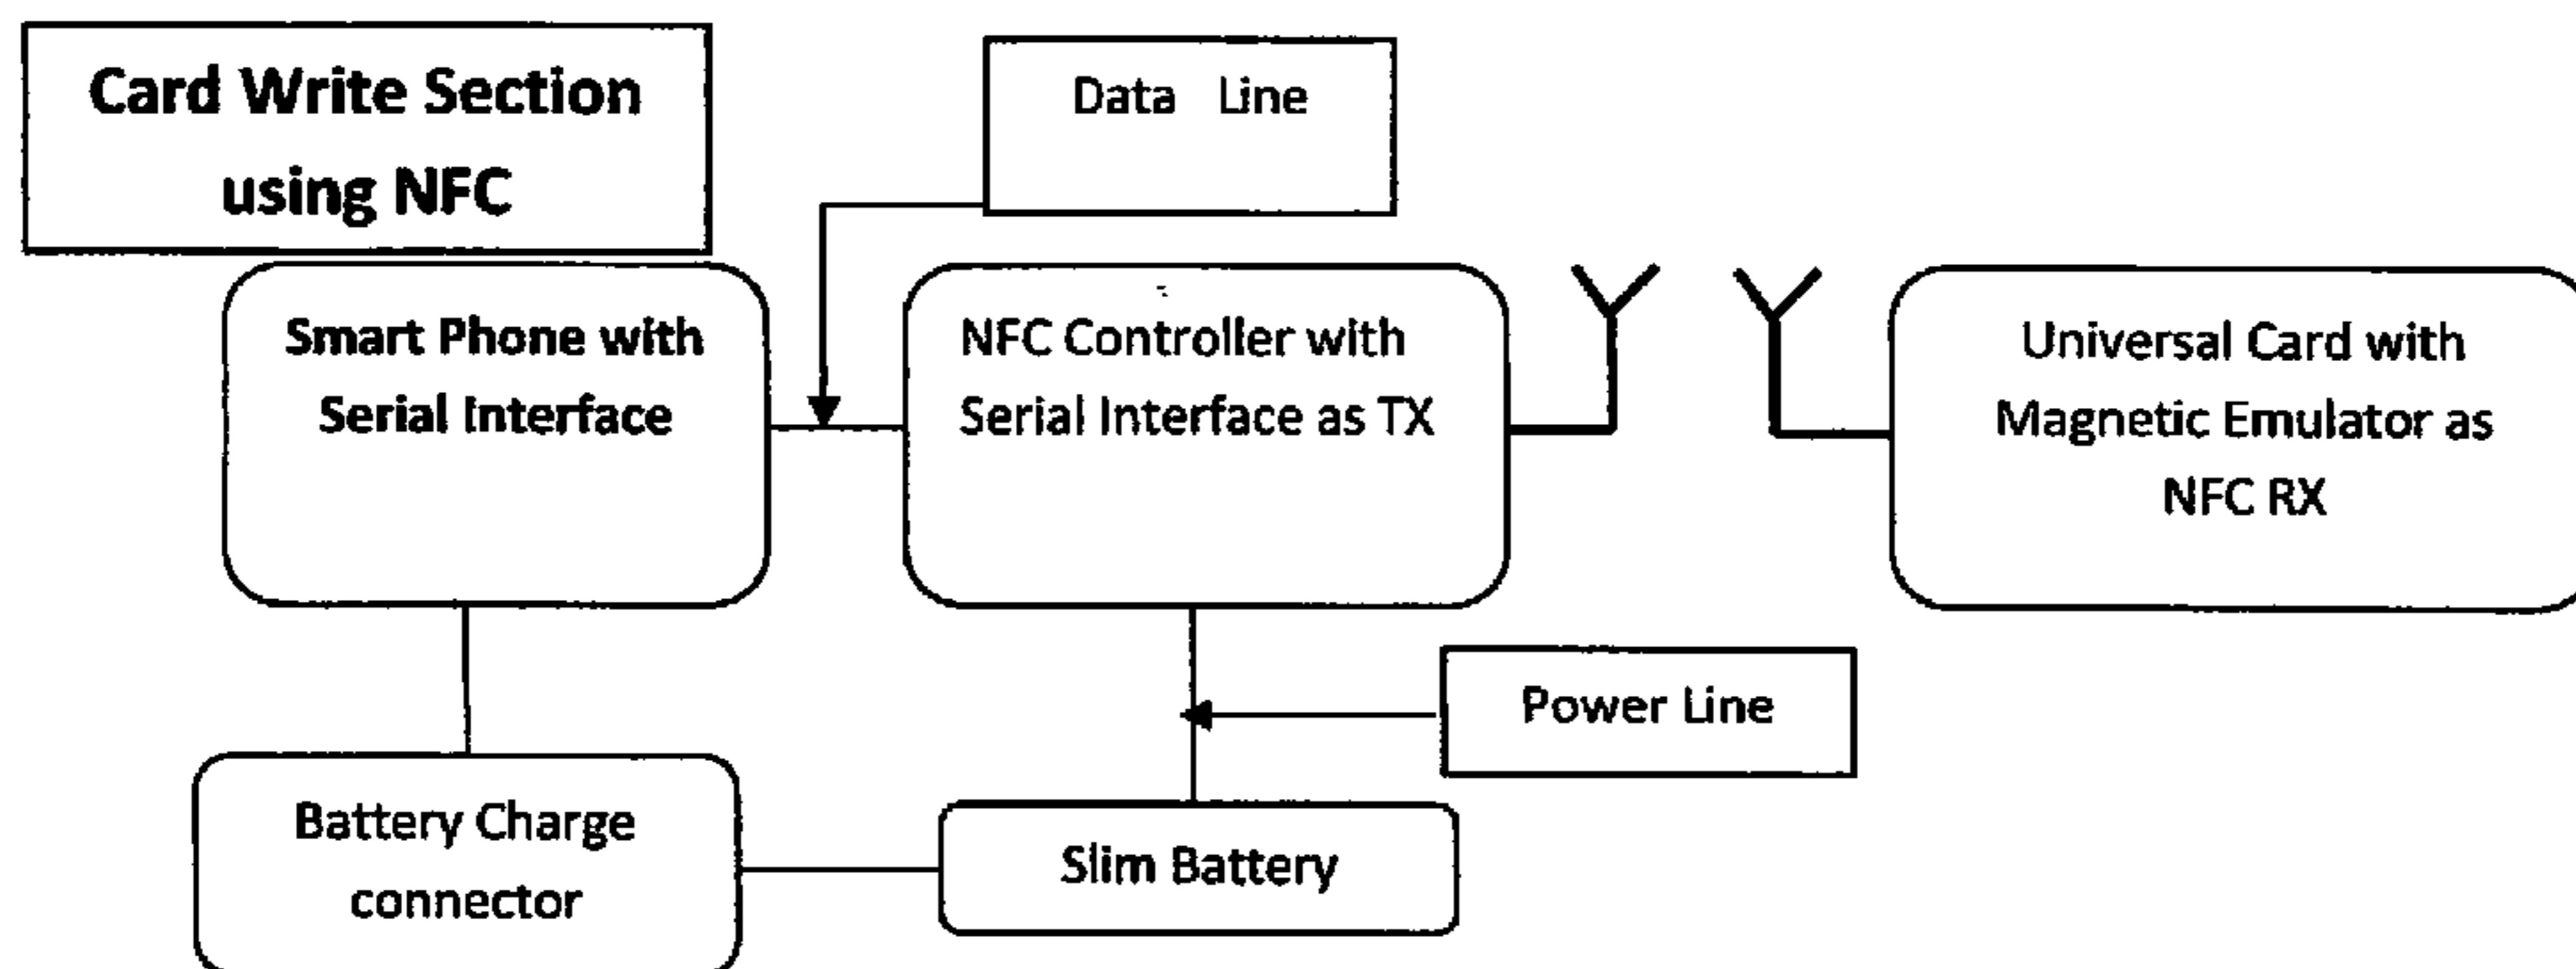 Card Write Section
using NFC
Data Line
Smart Phone with
Serial Interface
NFC Controller with
Serial Interface as TX
Universal Card with
Magnetic Emulator as
NFC RX
Power Line
Battery Charge
connector
Slim Battery